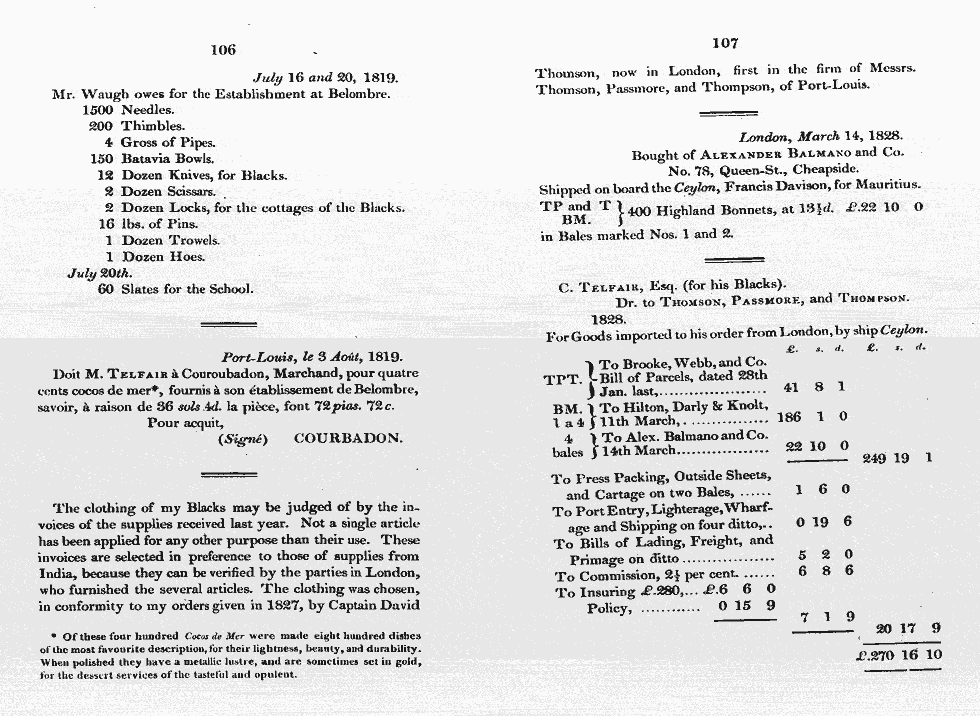 106
July 16 and 20, 1819.
Mr. Waugh owes for the Establishment at Belombre.
1500 Needles.
200 Thimbles.
4 Gross of Pipes.
150 Batavia Bowls.
12 Dozen Knives, for Blacks.
2 Dozen Scissars.
2 Dozen Locks, for the cottages of the Blacks.
16 lbs. of Pins.
1 Dozen Trowels.
1 Dozen Hoes.
July 20th.
60 Slates for the School.
Port-Louis, le 3 Août, 1819.
Doit M. TELFAIR à Couroubadon, Marchand, pour quatre
cents cocos de mer*, fournis à son établissement de Belombre,
savoir, à raison de 36 sols 4d. la pièce, font 72 pias. 72 c.
Pour acquit,
(Signé) COURBADON.
The clothing of my Blacks may be judged of by the in-
voices of the supplies received last year. Not a single article
has been applied for any other purpose than their use. These
invoices are selected in preference to those of supplies from
India, because they can be verified by the parties in London,
who furnished the several articles. The clothing was chosen,
in conformity to my orders given in 1827, by Captain David
* Of these four hundred Cocos de Mer were made eight hundred dishes
of the most favourite description, for their lightness, beauty, and durability.
When polished they have a metallic lustre, and are sometimes set in gold,
for the dessert services of the tasteful and opulent.
107
Thomson, now in London, first in the firm of Messrs.
Thomson, Passmore, and Thompson, of Port-Louis.
London, March 14, 1828.
Bought of ALEXANDER BALMANO and Co.
No. 78, Queen-St., Cheapside.
Shipped on board the Ceylon, Francis Davison, for Mauritius.
TP and T } 400 Highland Bonnets, at 13½d. £.22 10 0
BM.
in Bales marked Nos. 1 and 2.
C. TELFAIR, Esq. (for his Blacks).
Dr. to THOMSON, PASSMORE, and THOMPSON.
1828.
For Goods imported to his order from London, by ship Ceylon.
£. s. d. £. s. d.
To Brooke, Webb, and Co.
TPT. } Bill of Parcels, dated 28th
Jan. last,.................... 41 8 1
BM. } To Hilton, Darly & Knolt,
1 a 4 } 11th March,. ............... 186 1 0
4 } To Alex. Balmano and Co.
bales } 14th March.................. 22 10 0
249 19 1
To Press Packing, Outside Sheets,
and Cartage on two Bales, ...... 1 6 0
To Port Entry, Lighterage, Wharf-
age and Shipping on four ditto,.. 0 19 6
To Bills of Lading, Freight, and
Primage on ditto .................. 5 2 0
To Commission, 2½ per cent. ...... 6 8 6
To Insuring £.280,... £.6 6 0
Policy, ............ 0 15 9
7 1 9
20 17 9
£.270 16 10